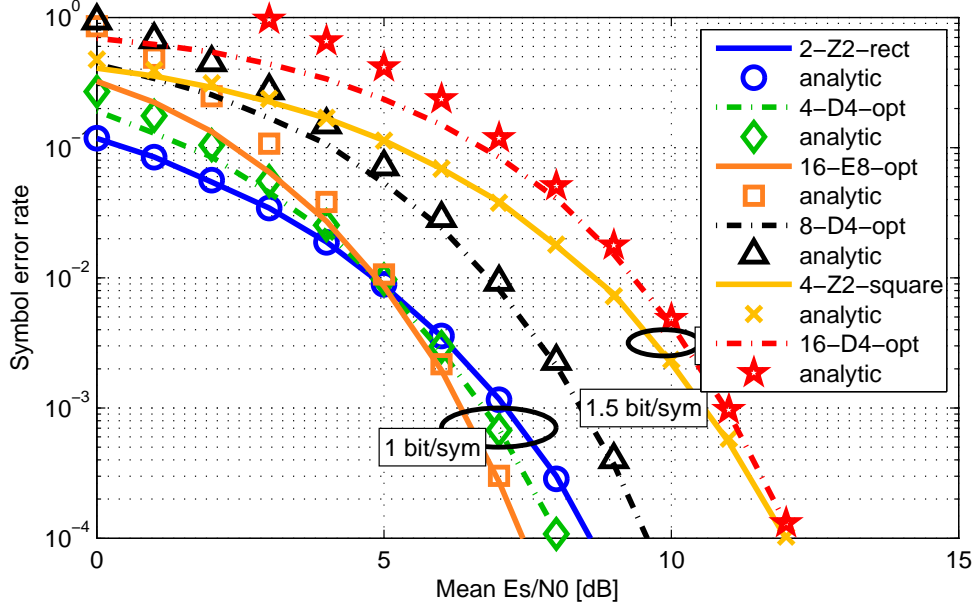 10^0
10^−1
10^−2
10^−3
10^−4
0
5
10
15
Symbol error rate
Mean Es/N0 [dB]
2−Z2−rect
analytic
4−D4−opt
analytic
16−E8−opt
analytic
8−D4−opt
analytic
4−Z2−square
analytic
16−D4−opt
analytic
1.5 bit/sym
1 bit/sym